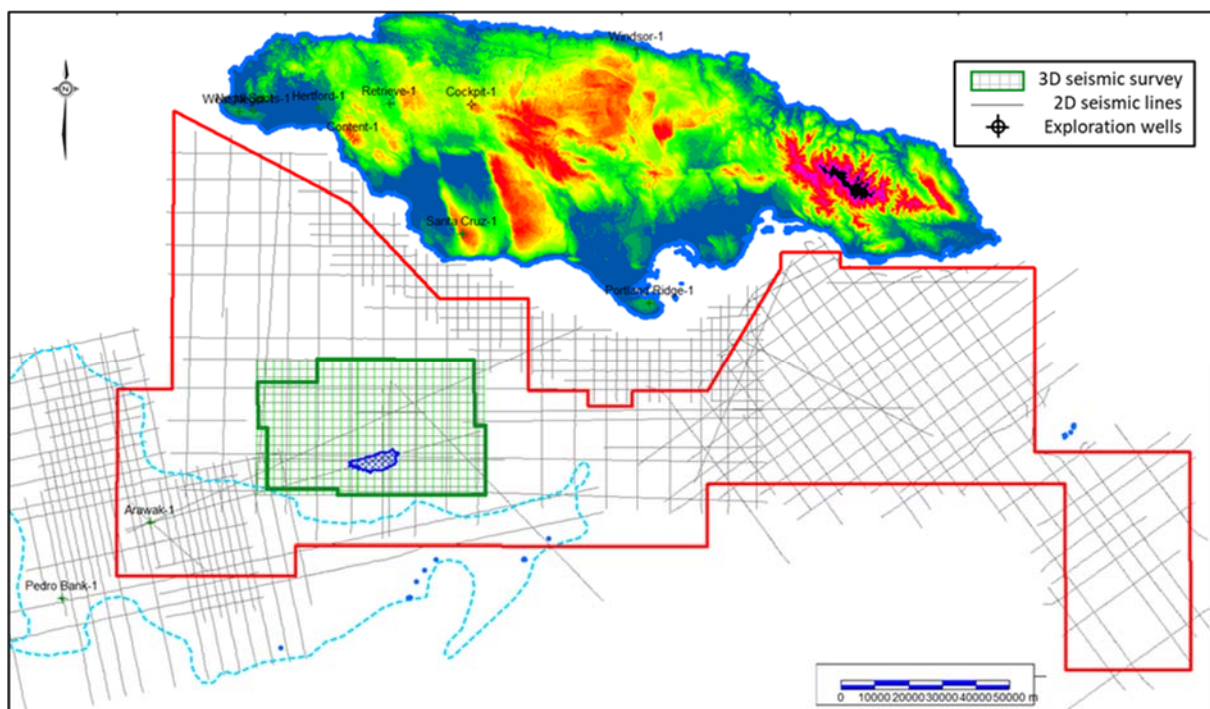 Windsor-1
N
3D seismic survey
2D seismic lines
Exploration wells
Hertford-1
Retrieve-1
Cockpit-1
Content-1
Santa Cruz-1
Portland Ridge-1
Arawak-1
Pedro Bank-1
0 10000 20000 30000 40000 50000 m